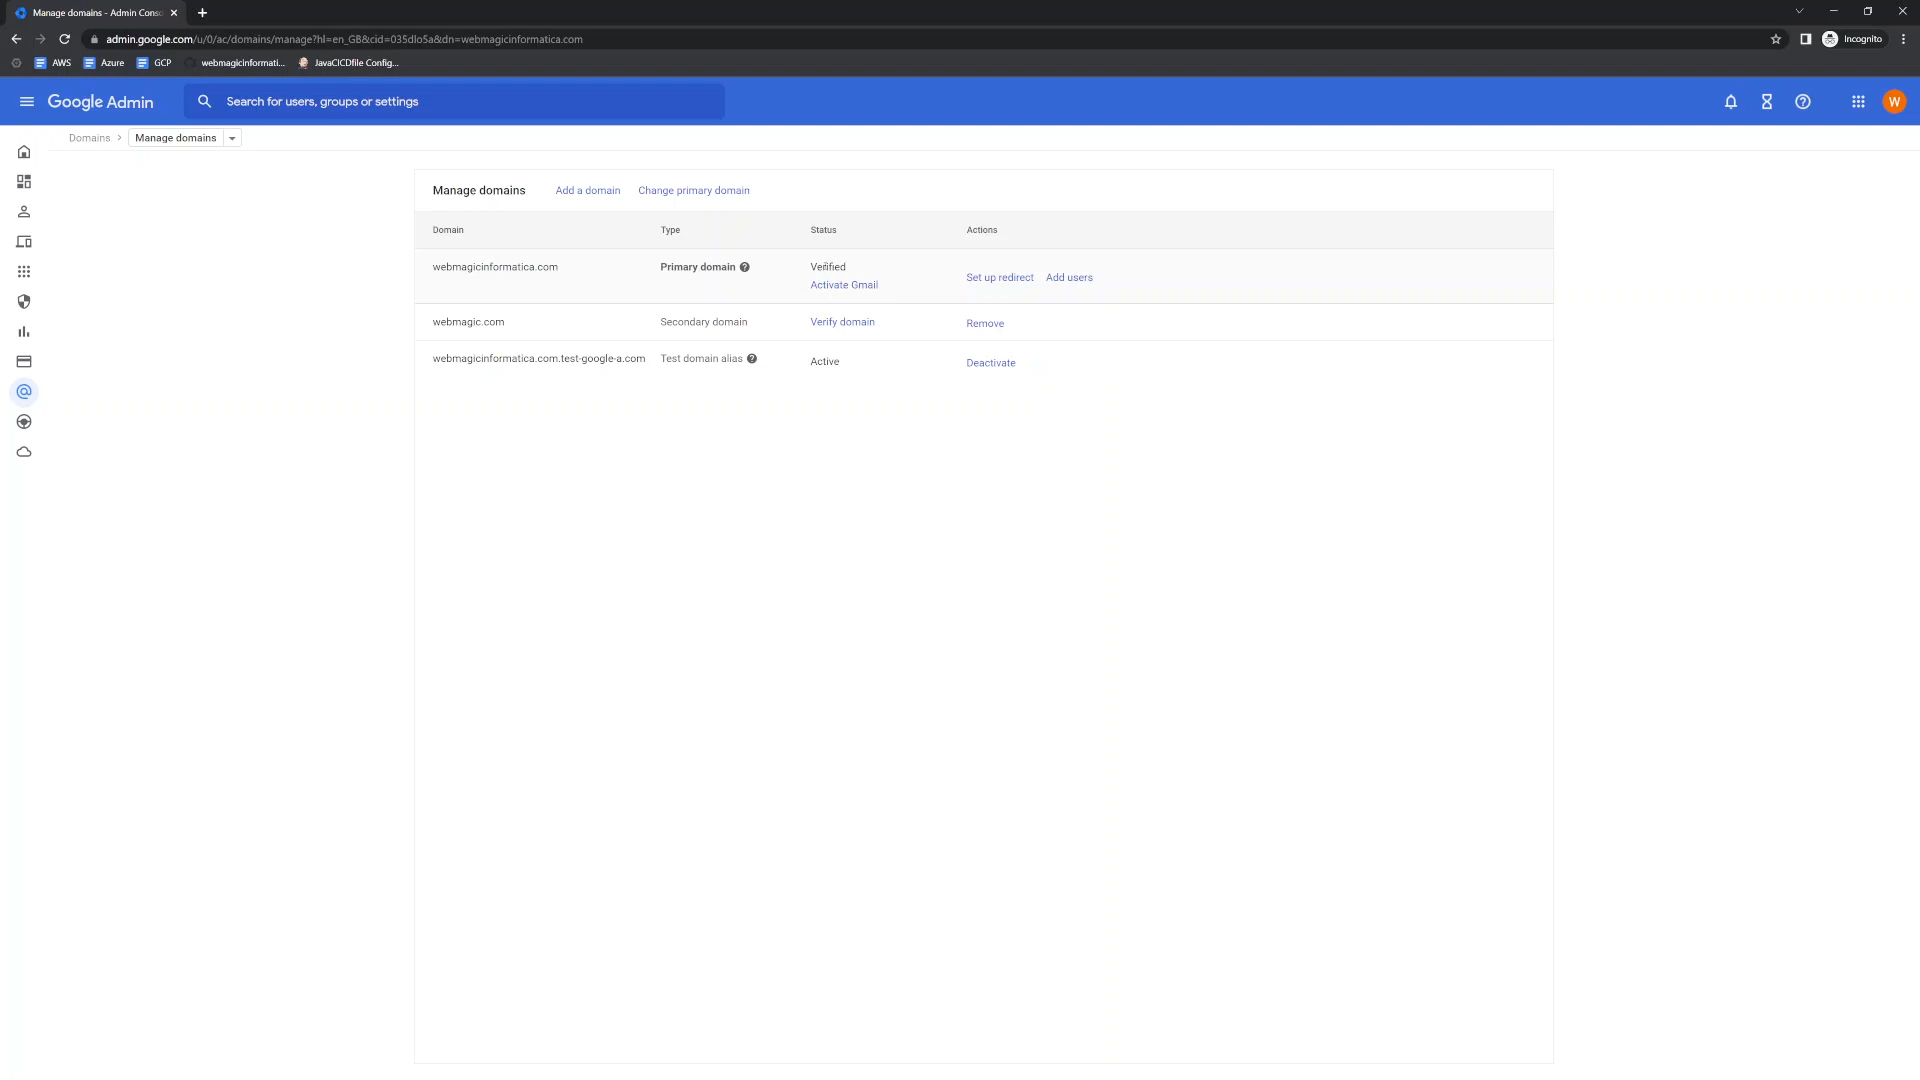 Manage domains - Admin Conso
admin.google.com/u/0/ac/domains/manage?hl=en_GB&cid=035dlo5a&dn=webmagicinformatica.com
Incognito
AWS Azure GCP webmagicinformati... JavaCICDfile Config...
Google Admin Search for users, groups or settings W
Domains > Manage domains
Manage domains Add a domain Change primary domain
Domain Type Status Actions
webmagicinformatica.com Primary domain Verified
Activate Gmail Set up redirect Add users
webmagic.com Secondary domain Verify domain Remove
webmagicinformatica.com.test-google-a.com Test domain alias Active Deactivate